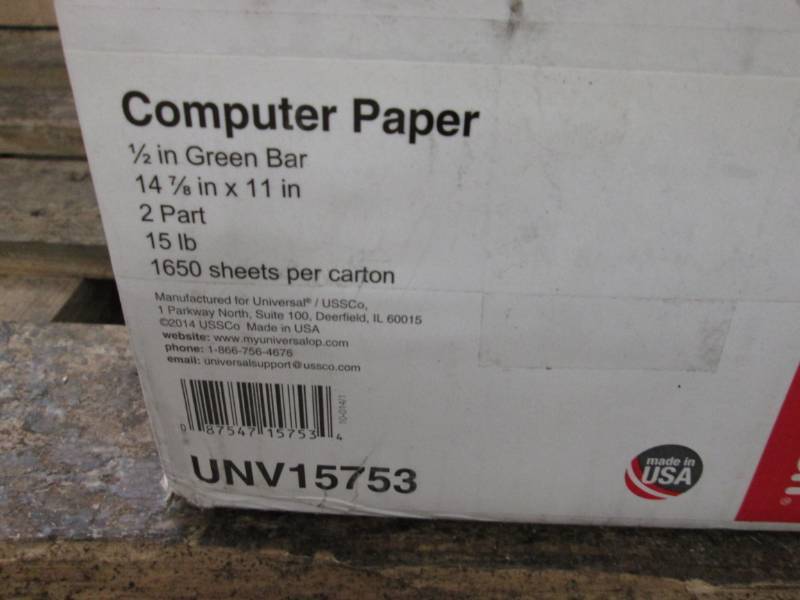 Computer Paper
½ in Green Bar
14 ⅞ in x 11 in
2 Part
15 lb
1650 sheets per carton
Manufactured for Universal® / USSCo,
1 Parkway North, Suite 100, Deerfield, IL 60015
©2014 USSCo Made in USA
website: www.myuniversalop.com
phone: 1-866-756-4676
email: universalsupport@ussco.com
0 87547 15753 4
10-014/1
UNV15753
made in
USA